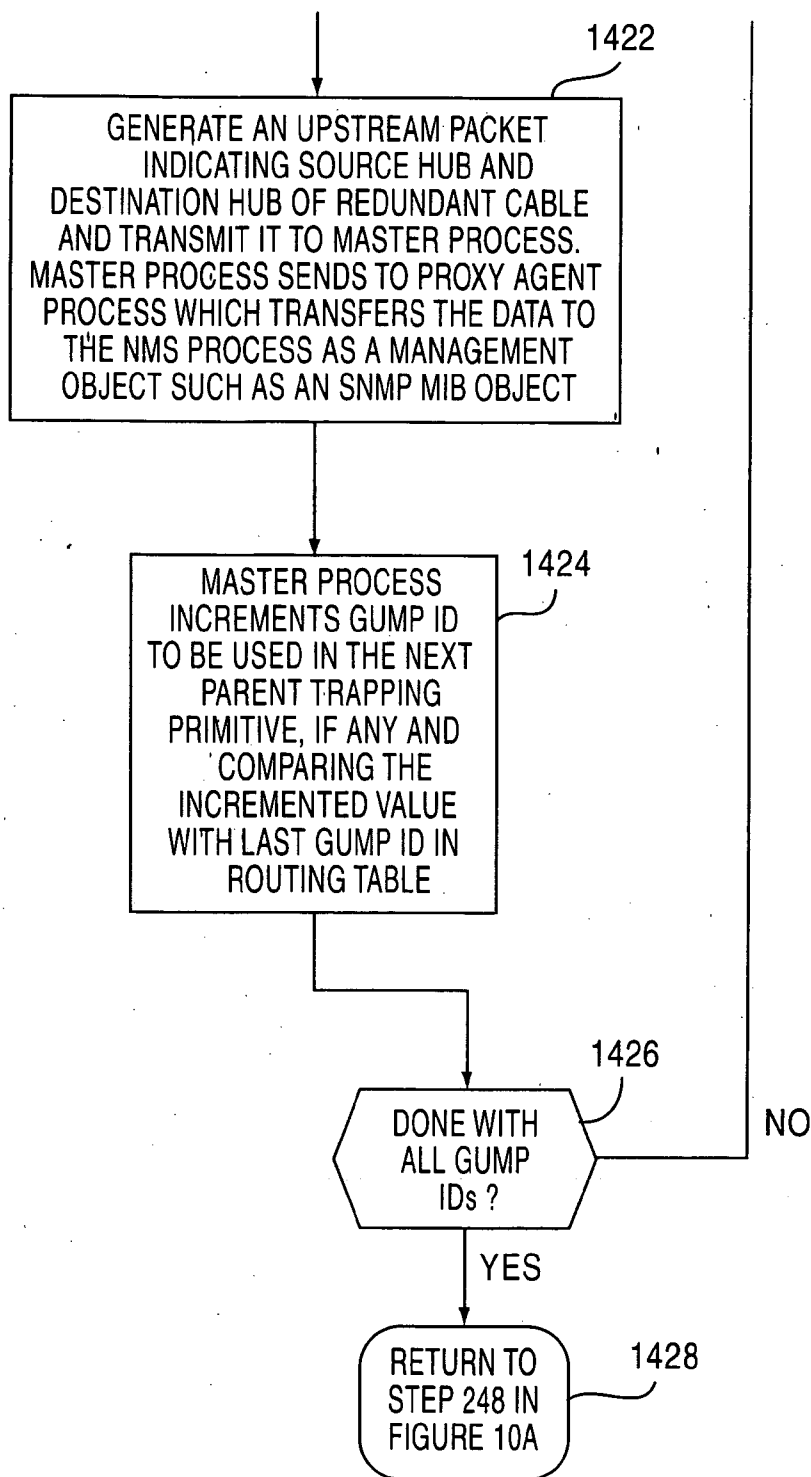 1422
GENERATE AN UPSTREAM PACKET
INDICATING SOURCE HUB AND
DESTINATION HUB OF REDUNDANT CABLE
AND TRANSMIT IT TO MASTER PROCESS.
MASTER PROCESS SENDS TO PROXY AGENT
PROCESS WHICH TRANSFERS THE DATA TO
THE NMS PROCESS AS A MANAGEMENT
OBJECT SUCH AS AN SNMP MIB OBJECT
1424
MASTER PROCESS
INCREMENTS GUMP ID
TO BE USED IN THE NEXT
PARENT TRAPPING
PRIMITIVE, IF ANY AND
COMPARING THE
INCREMENTED VALUE
WITH LAST GUMP ID IN
ROUTING TABLE
1426
DONE WITH
ALL GUMP
IDs ?
NO
YES
1428
RETURN TO
STEP 248 IN
FIGURE 10A